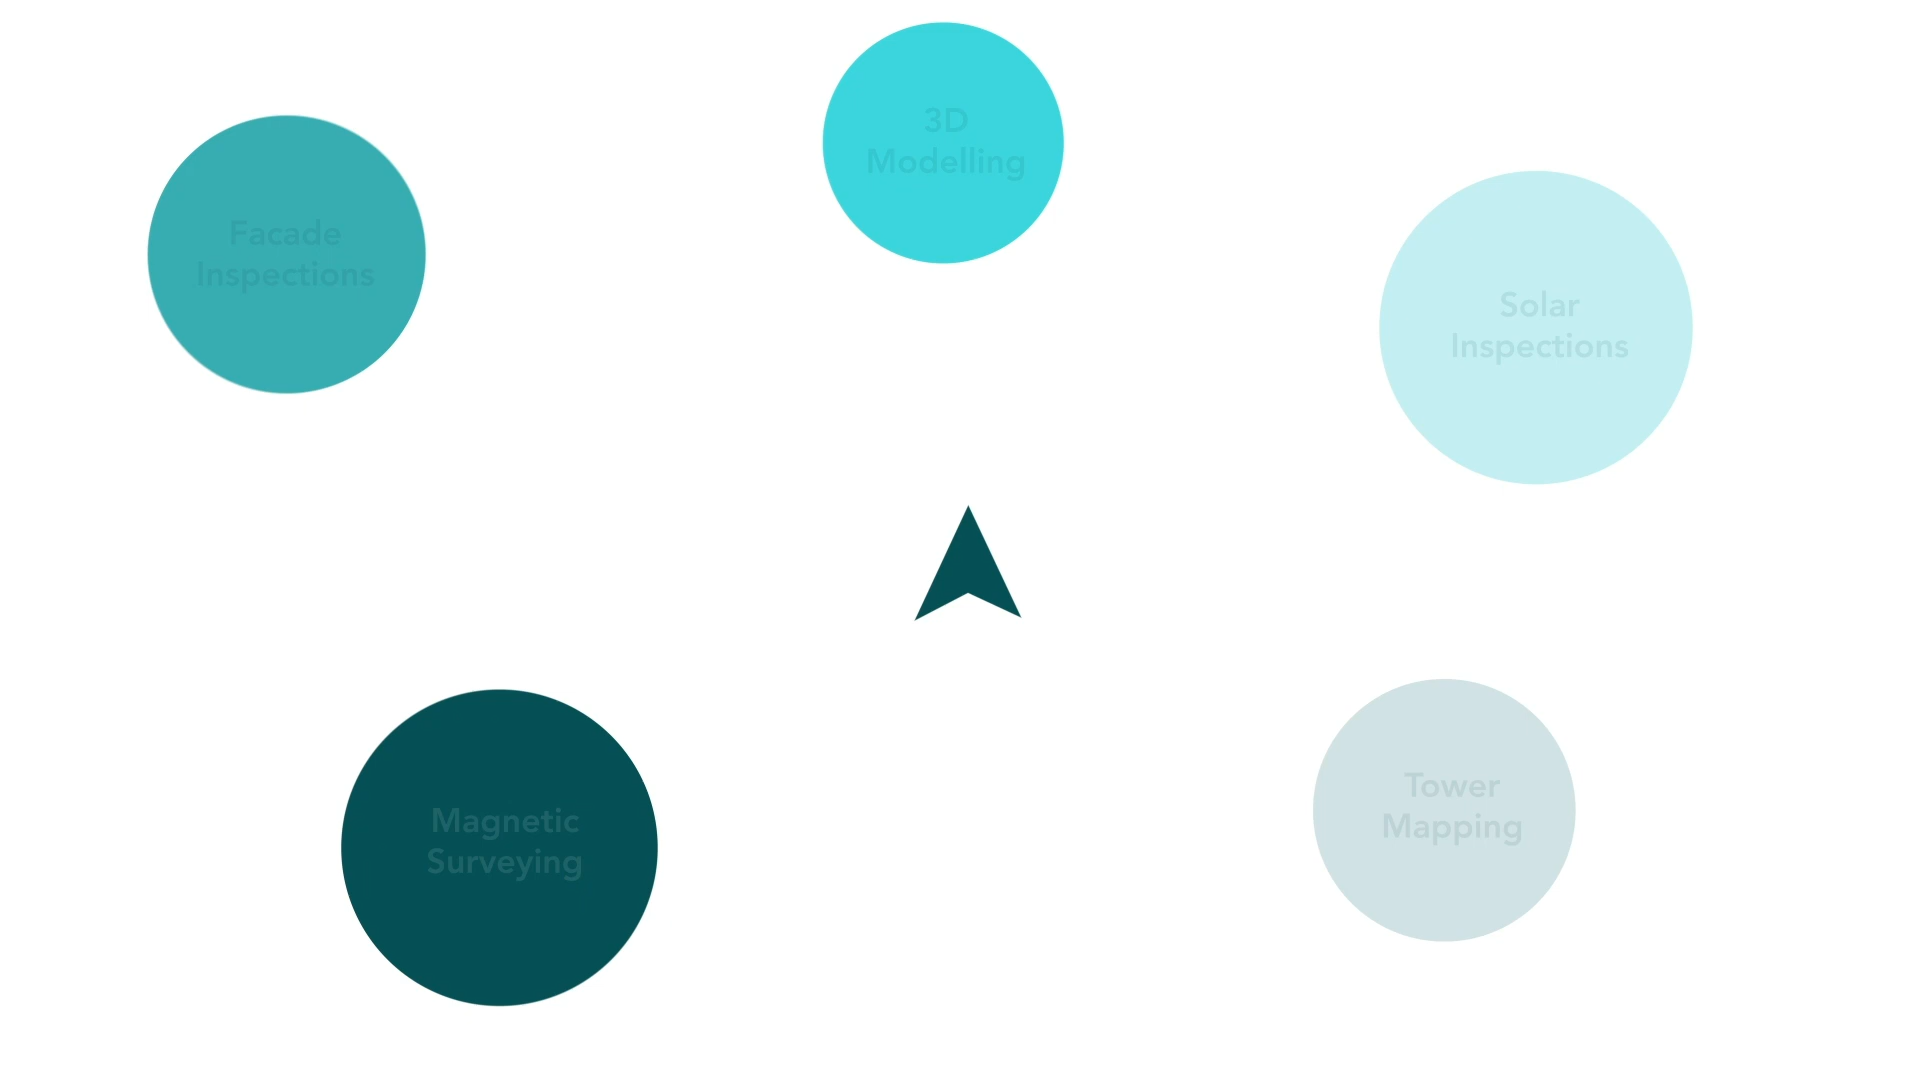 3D
Modelling
Facade
Inspections
Solar
Inspections
Magnetic
Surveying
Tower
Mapping